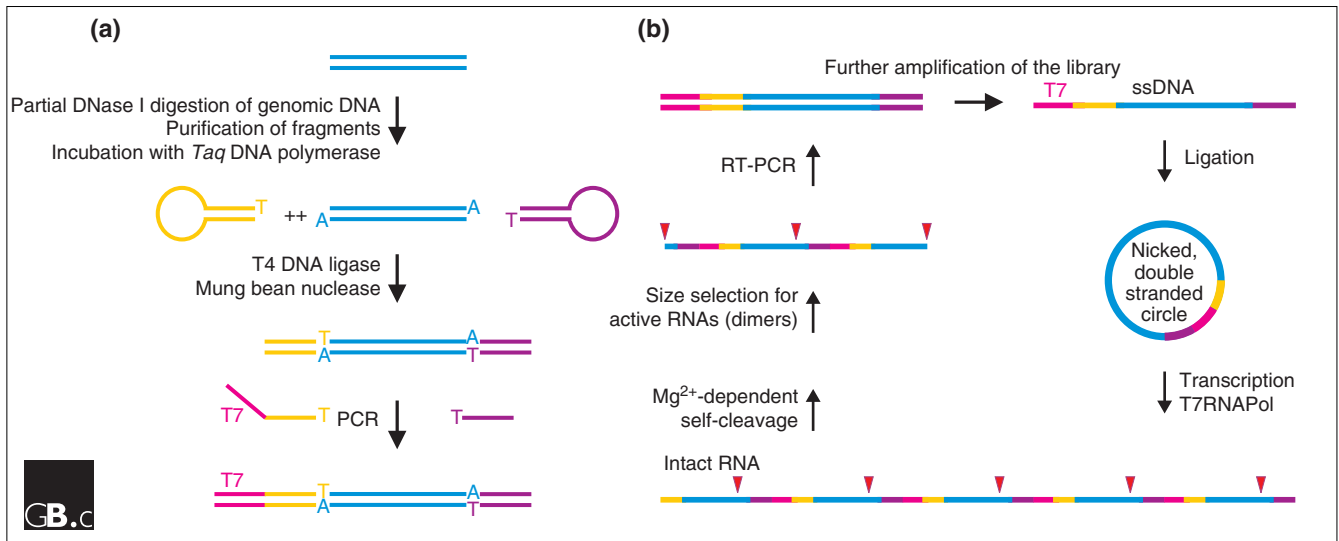 (a)
Partial DNase I digestion of genomic DNA
Purification of fragments
Incubation with Taq DNA polymerase
T
++
A
A
T
T4 DNA ligase
Mung bean nuclease
T
A
A
T
T7
T
PCR
T
T7
T
A
A
T
GB.c
(b)
Further amplification of the library
T7
ssDNA
RT-PCR
Ligation
Nicked,
double
stranded
circle
Size selection for
active RNAs (dimers)
Mg2+-dependent
self-cleavage
Transcription
T7RNAPol
Intact RNA